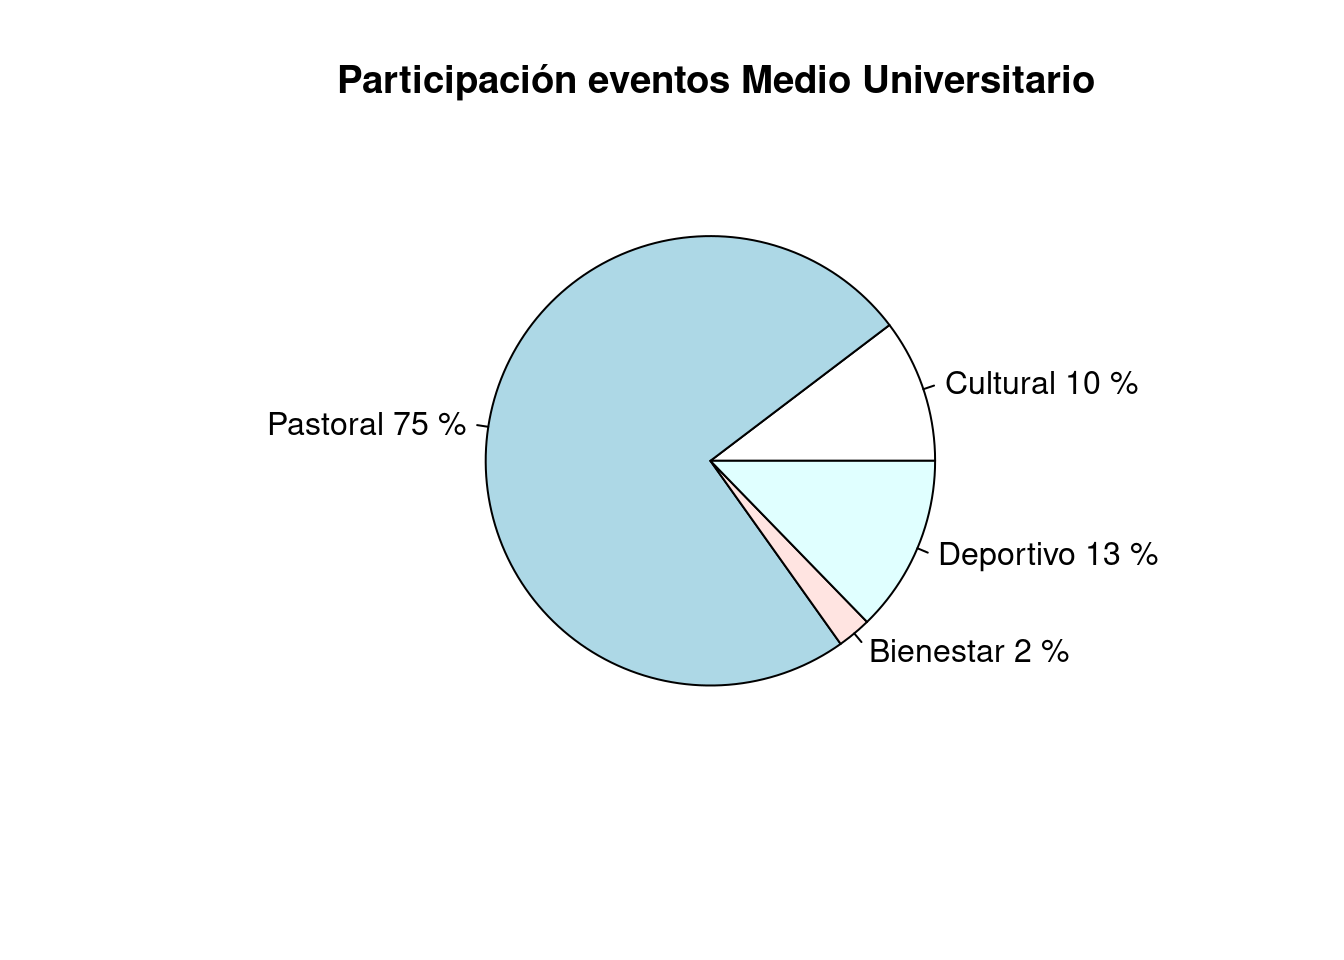 Participación eventos Medio Universitario
Cultural 10 %
Pastoral 75 %
Deportivo 13 %
Bienestar 2 %